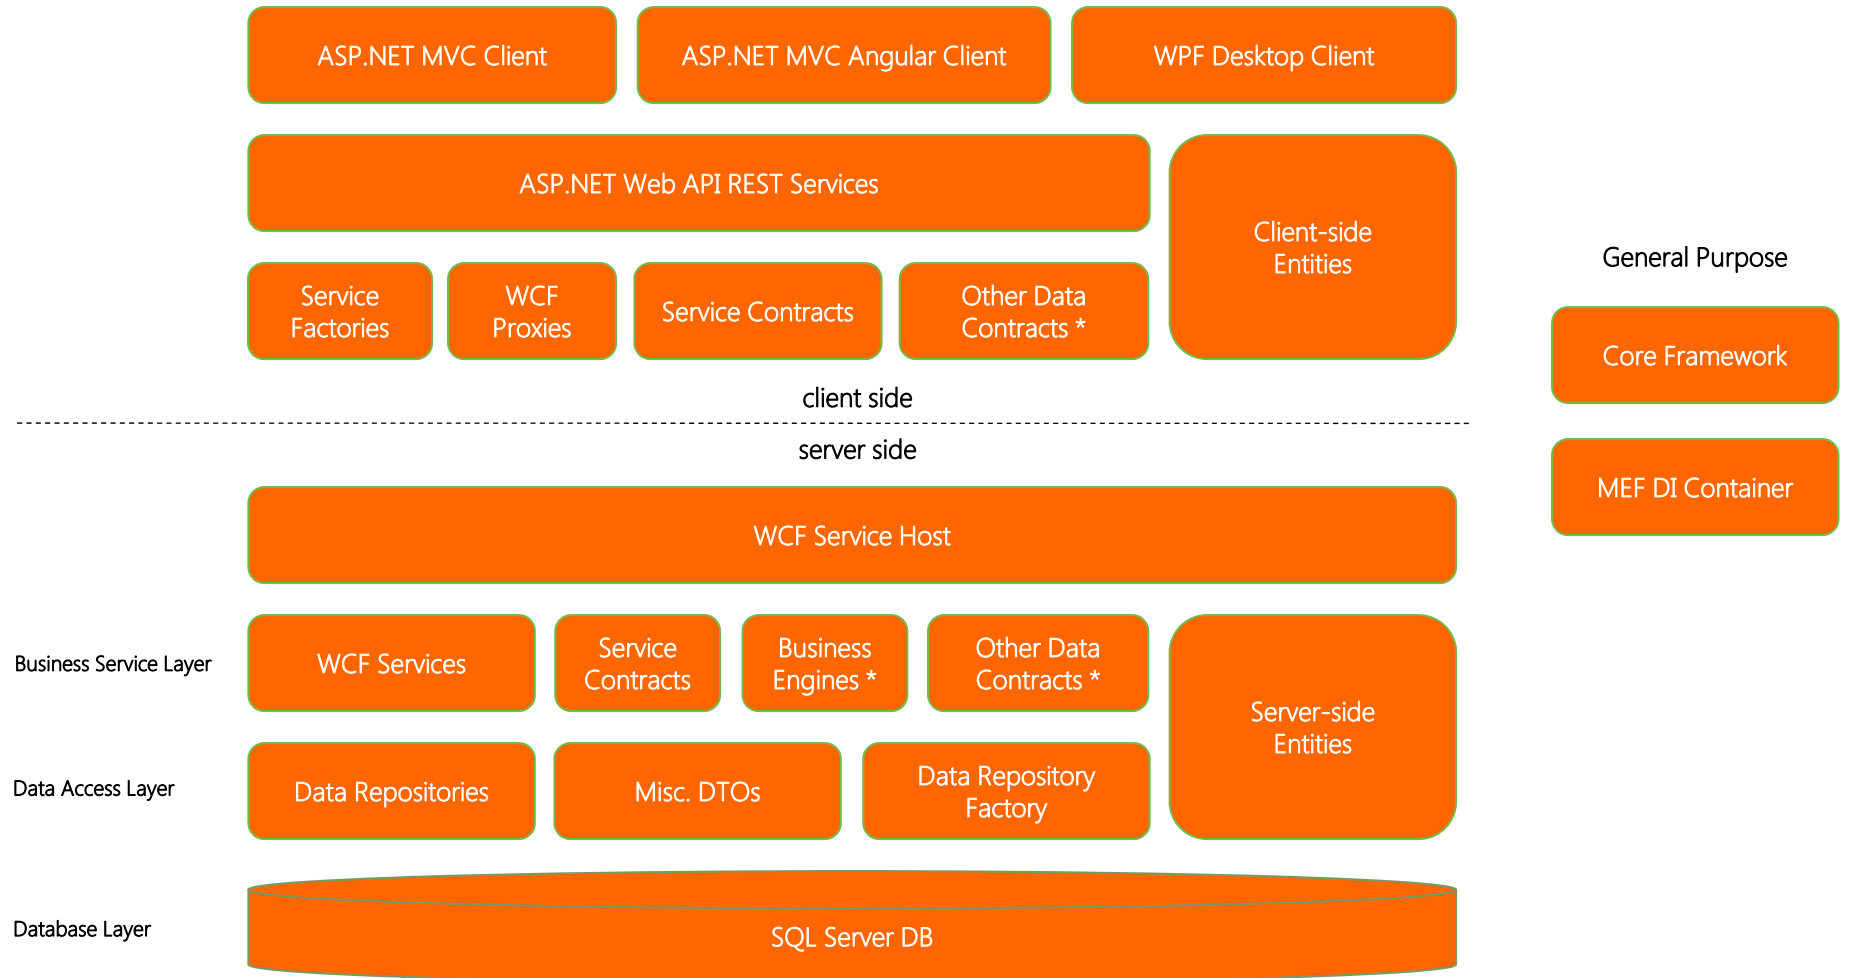 ASP.NET MVC Client
ASP.NET MVC Angular Client
WPF Desktop Client
ASP.NET Web API REST Services
Client-side
Entities
Service
Factories
WCF
Proxies
Service Contracts
Other Data
Contracts *
client side
server side
WCF Service Host
Business Service Layer
WCF Services
Service
Contracts
Business
Engines *
Other Data
Contracts *
Server-side
Entities
Data Access Layer
Data Repositories
Misc. DTOs
Data Repository
Factory
Database Layer
SQL Server DB
General Purpose
Core Framework
MEF DI Container